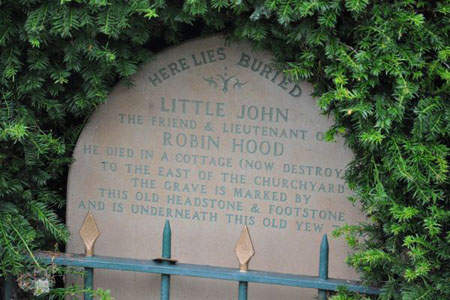 HERE LIES BURIED
LITTLE JOHN
THE FRIEND & LIEUTENANT OF
ROBIN HOOD
HE DIED IN A COTTAGE (NOW DESTROY
TO THE EAST OF THE CHURCHYARD
THE GRAVE IS MARKED BY
THIS OLD HEADSTONE & FOOTSTONE
AND IS UNDERNEATH THIS OLD YEW